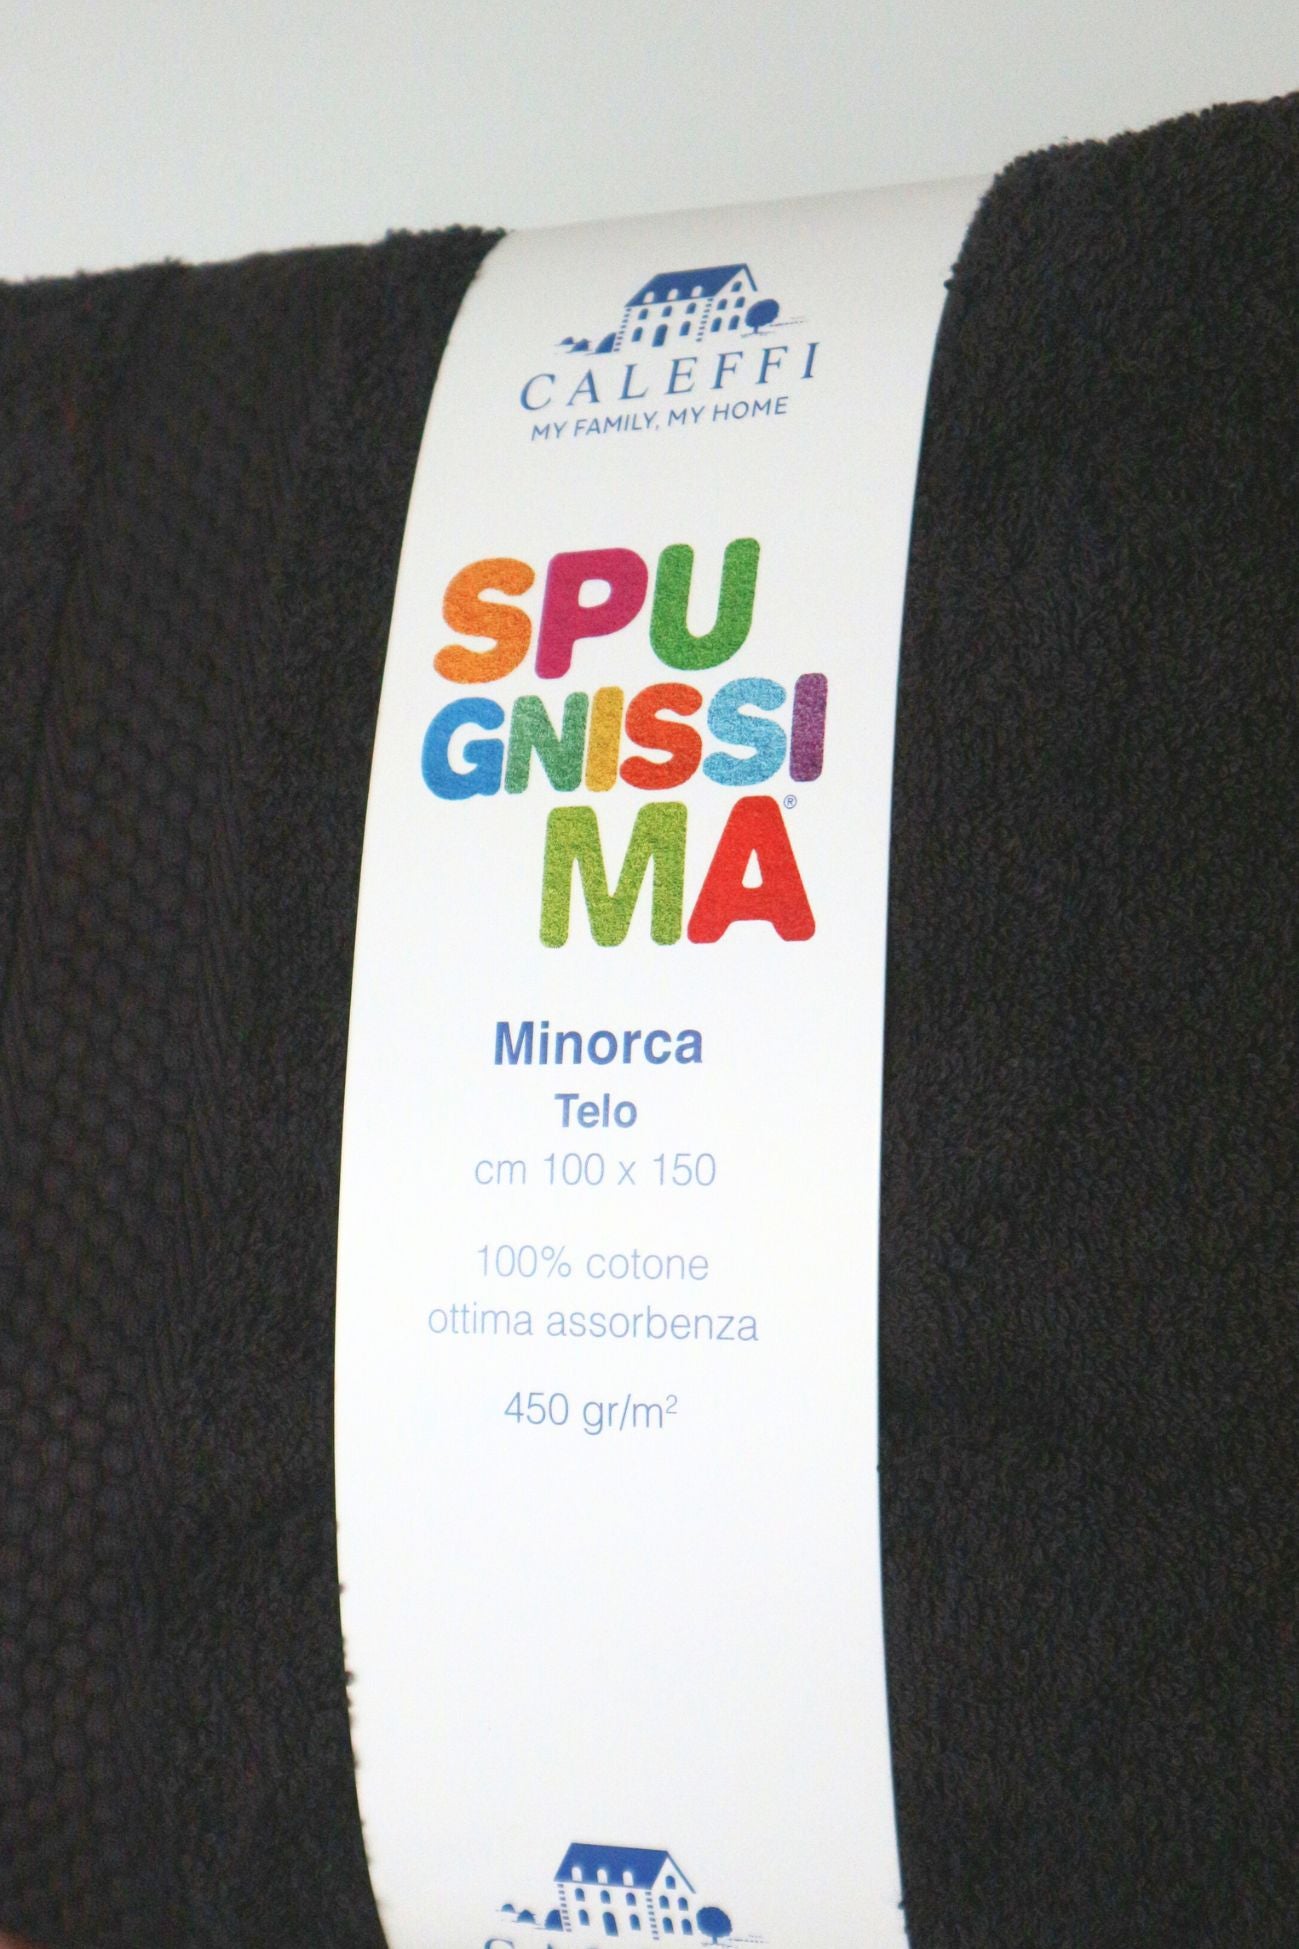 CALEFFI
MY FAMILY, MY HOME
SPU
GNISSI
MA®
Minorca
Telo
cm 100 x 150
100% cotone
ottima assorbenza
450 gr/m²